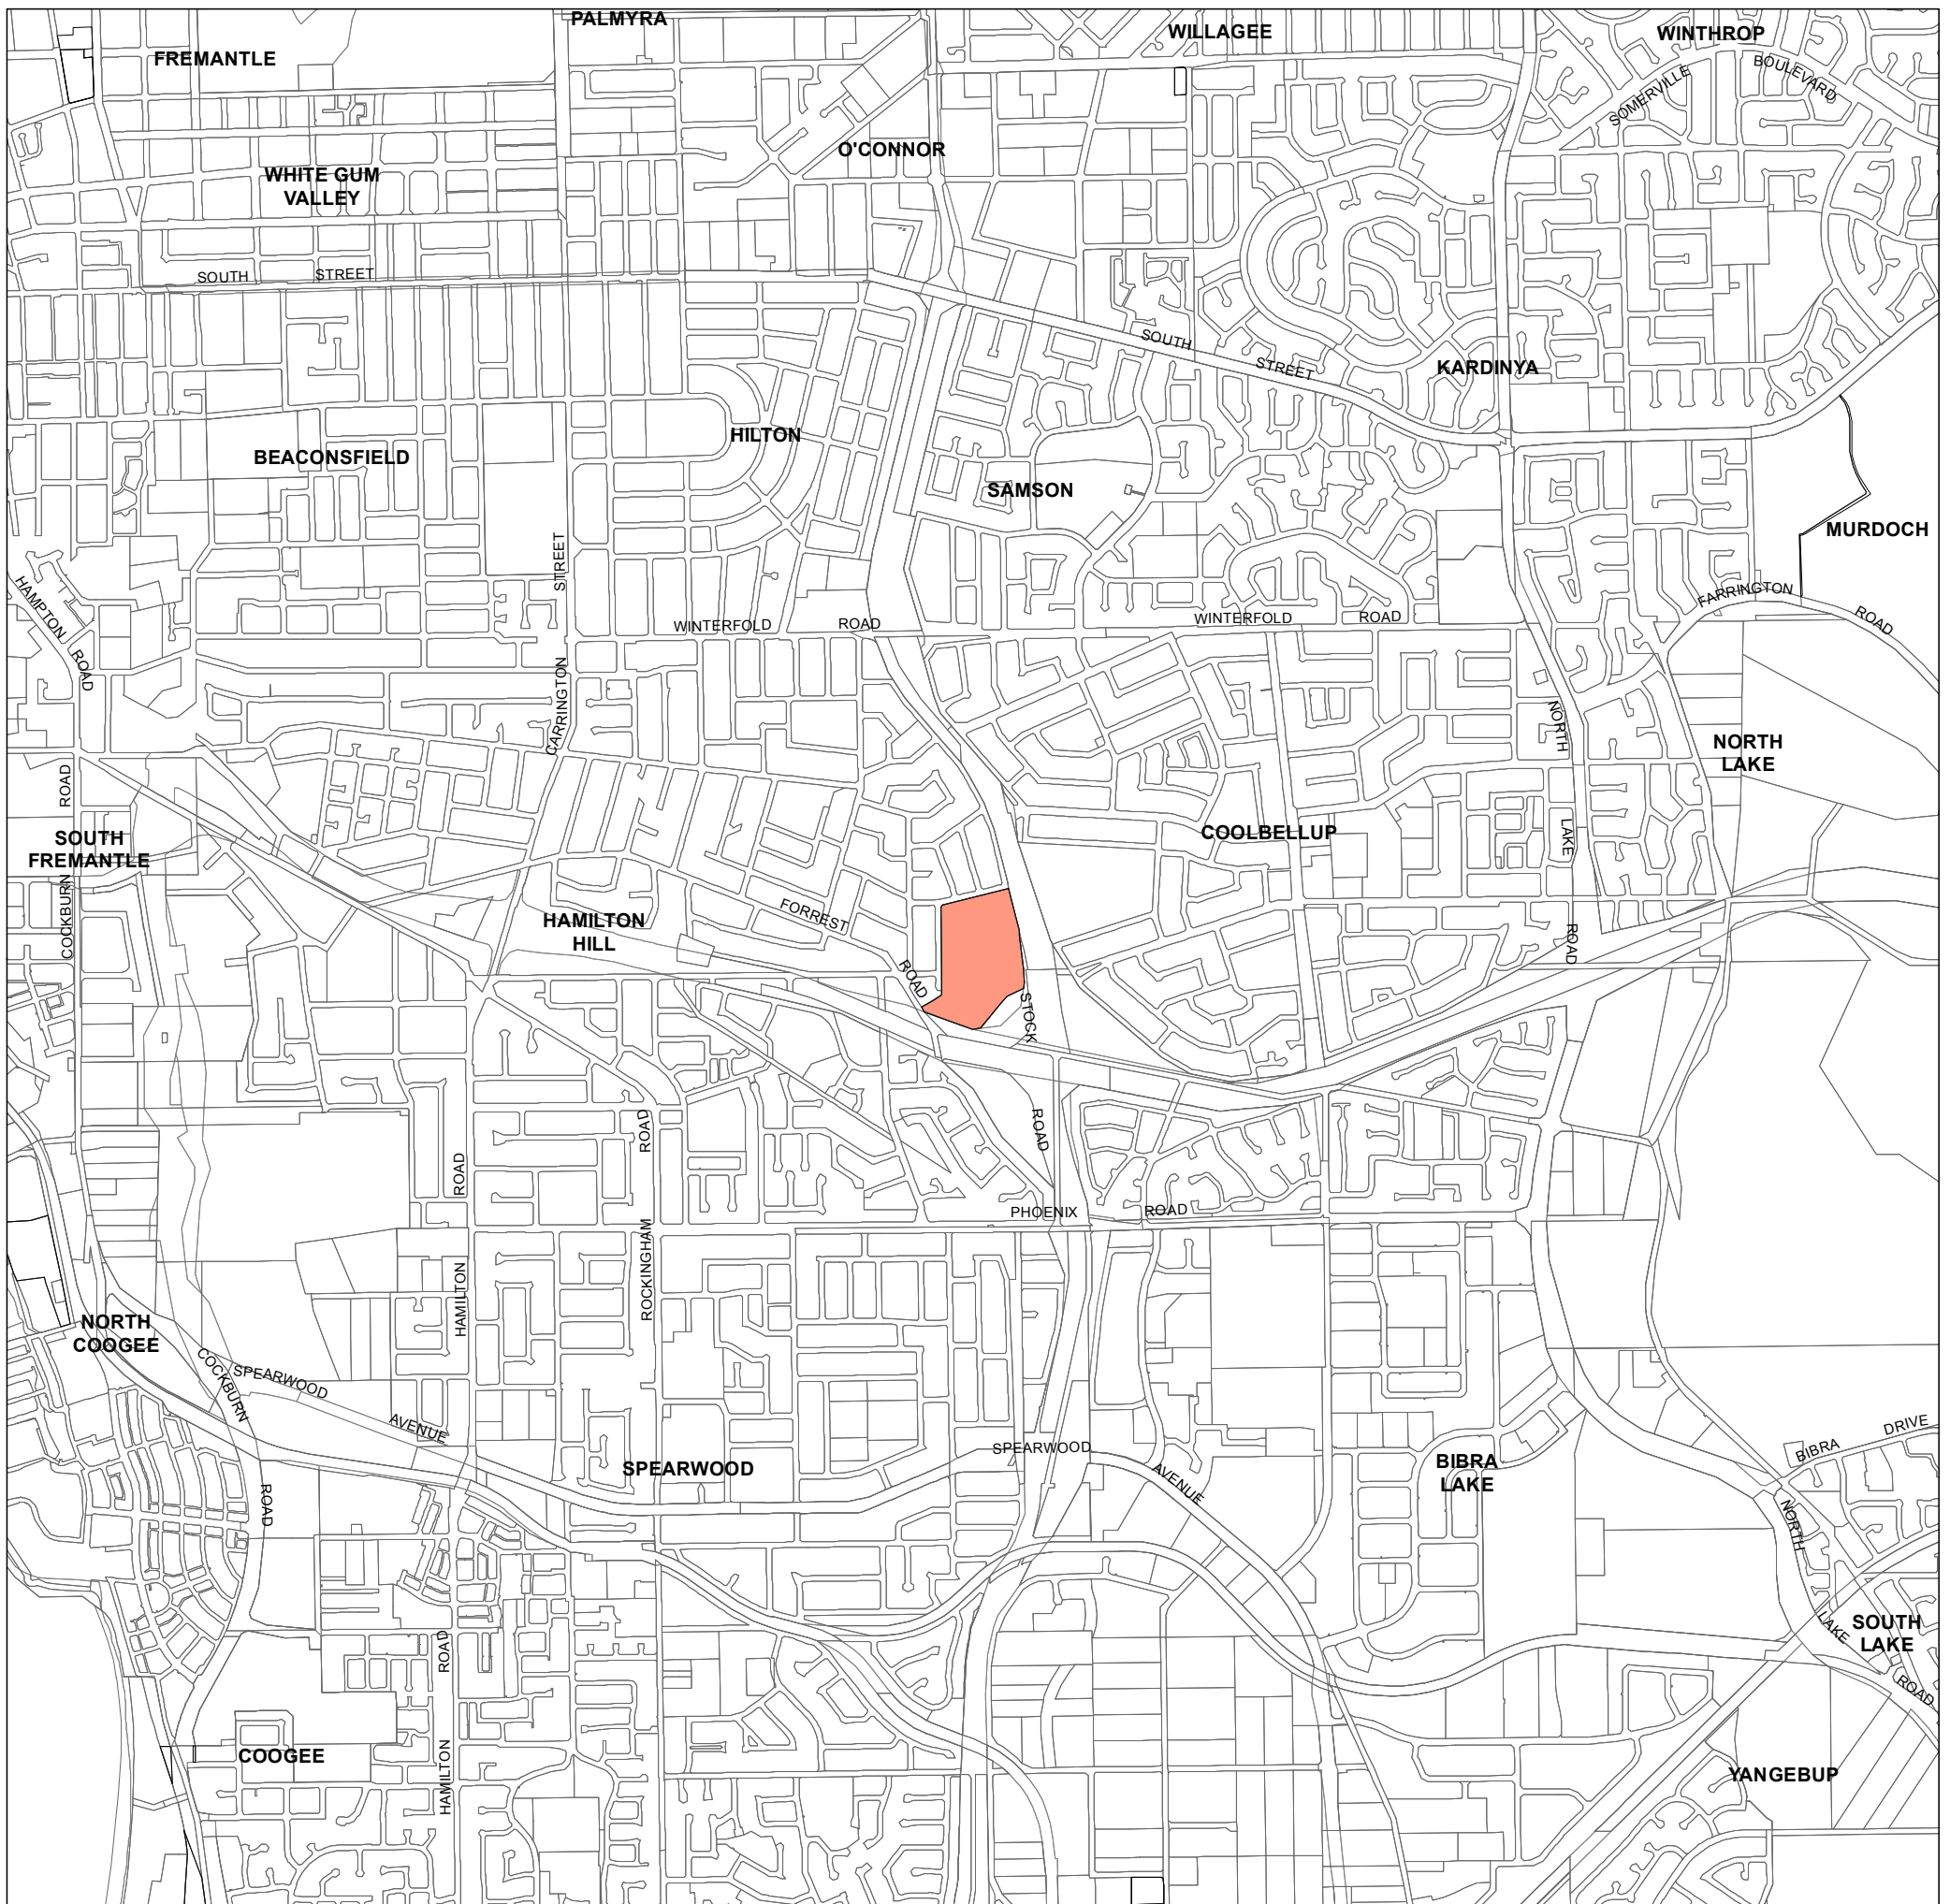 PALMYRA
WILLAGEE
WINTHROP
FREMANTLE
SOMERVILLE
BOULEVARD
O'CONNOR
WHITE GUM
VALLEY
SOUTH
STREET
SOUTH
STREET
KARDINYA
HILTON
BEACONSFIELD
SAMSON
MURDOCH
STREET
HAMPTON
ROAD
FARRINGTON
ROAD
WINTERFOLD
ROAD
WINTERFOLD
ROAD
CARRINGTON
NORTH
NORTH
LAKE
ROAD
SOUTH
FREMANTLE
COOLBELLUP
LAKE
COCKBURN
HAMILTON
HILL
FORREST
ROAD
ROAD
STOCK
ROAD
ROAD
ROAD
PHOENIX
ROAD
ROCKINGHAM
HAMILTON
NORTH
COOGEE
COCKBURN
SPEARWOOD
AVENUE
SPEARWOOD
AVENUE
SPEARWOOD
BIBRA
LAKE
BIBRA
DRIVE
ROAD
NORTH
LAKE
SOUTH
LAKE
ROAD
ROAD
HAMILTON
COOGEE
YANGEBUP